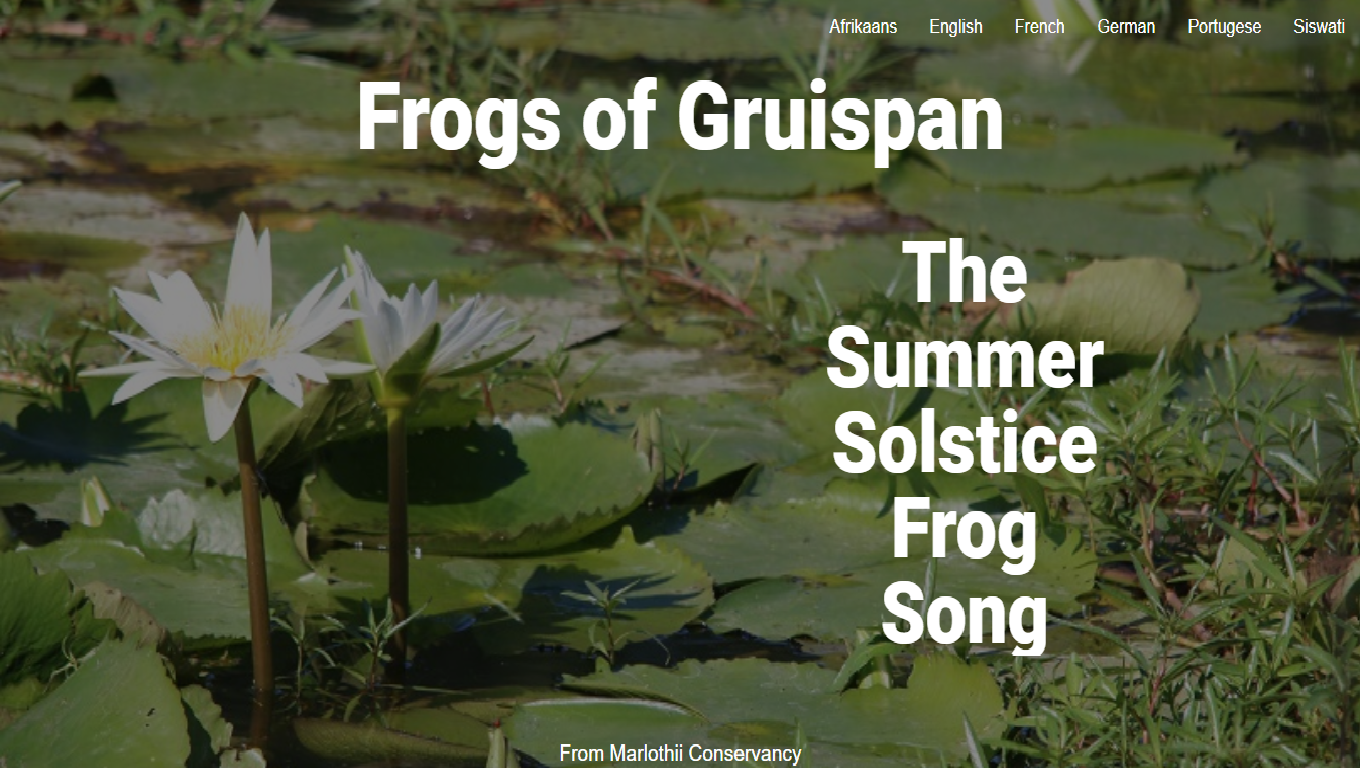 Afrikaans English French German Portugese Siswati
Frogs of Gruispan
The
Summer
Solstice
Frog
Song
From Marlothii Conservancy